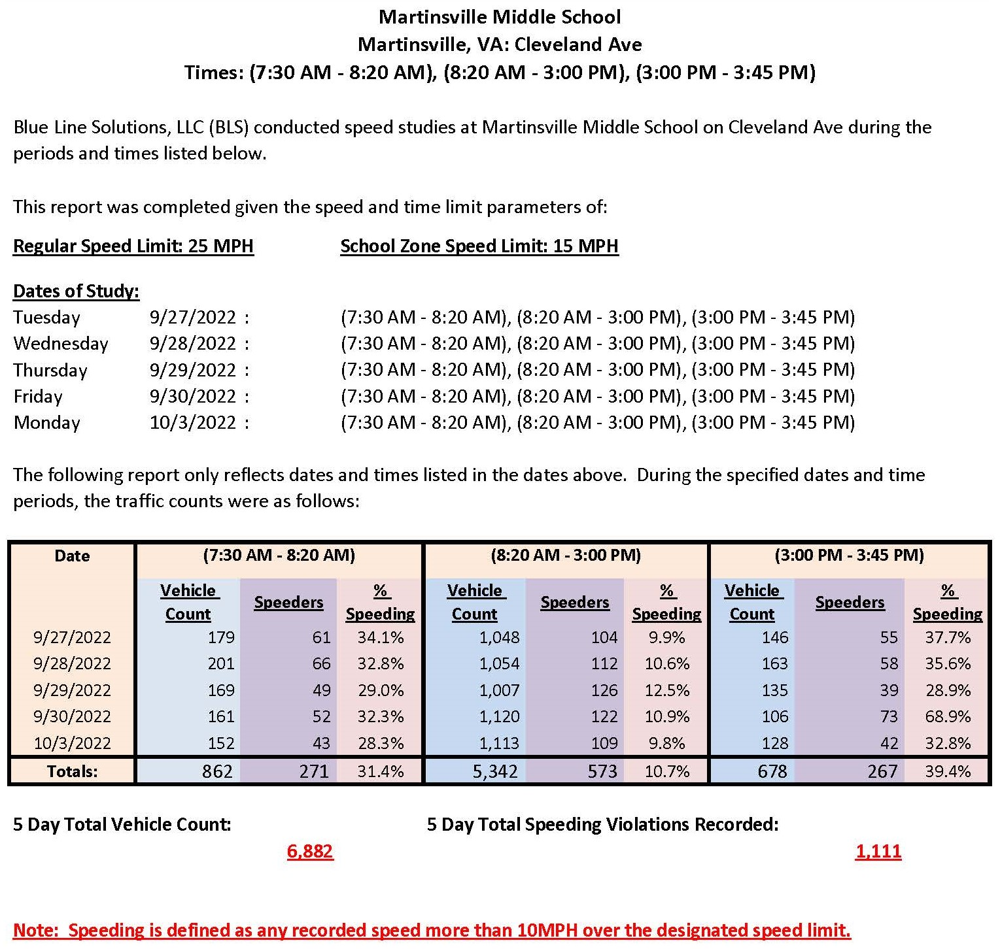 Martinsville Middle School
Martinsville, VA: Cleveland Ave
Times: (7:30 AM - 8:20 AM), (8:20 AM - 3:00 PM), (3:00 PM - 3:45 PM)
Blue Line Solutions, LLC (BLS) conducted speed studies at Martinsville Middle School on Cleveland Ave during the
periods and times listed below.
This report was completed given the speed and time limit parameters of:
Regular Speed Limit: 25 MPH School Zone Speed Limit: 15 MPH
Dates of Study:
Tuesday 9/27/2022 : (7:30 AM - 8:20 AM), (8:20 AM - 3:00 PM), (3:00 PM - 3:45 PM)
Wednesday 9/28/2022 : (7:30 AM - 8:20 AM), (8:20 AM - 3:00 PM), (3:00 PM - 3:45 PM)
Thursday 9/29/2022 : (7:30 AM - 8:20 AM), (8:20 AM - 3:00 PM), (3:00 PM - 3:45 PM)
Friday 9/30/2022 : (7:30 AM - 8:20 AM), (8:20 AM - 3:00 PM), (3:00 PM - 3:45 PM)
Monday 10/3/2022 : (7:30 AM - 8:20 AM), (8:20 AM - 3:00 PM), (3:00 PM - 3:45 PM)
The following report only reflects dates and times listed in the dates above. During the specified dates and time
periods, the traffic counts were as follows:
Date (7:30 AM - 8:20 AM) (8:20 AM - 3:00 PM) (3:00 PM - 3:45 PM)
Vehicle Count Speeders % Speeding Vehicle Count Speeders % Speeding Vehicle Count Speeders % Speeding
9/27/2022 179 61 34.1% 1,048 104 9.9% 146 55 37.7%
9/28/2022 201 66 32.8% 1,054 112 10.6% 163 58 35.6%
9/29/2022 169 49 29.0% 1,007 126 12.5% 135 39 28.9%
9/30/2022 161 52 32.3% 1,120 122 10.9% 106 73 68.9%
10/3/2022 152 43 28.3% 1,113 109 9.8% 128 42 32.8%
Totals: 862 271 31.4% 5,342 573 10.7% 678 267 39.4%
5 Day Total Vehicle Count: 5 Day Total Speeding Violations Recorded:
6,882 1,111
Note: Speeding is defined as any recorded speed more than 10MPH over the designated speed limit.